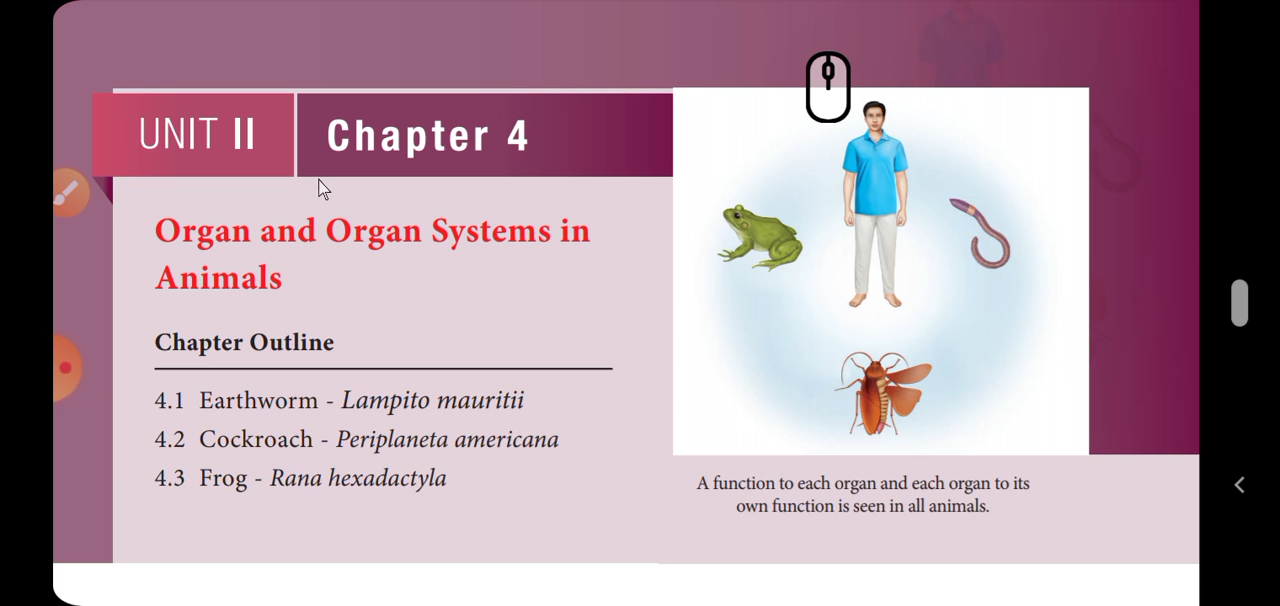 UNIT II
Chapter 4
Organ and Organ Systems in
Animals
Chapter Outline
4.1 Earthworm - Lampito mauritii
4.2 Cockroach - Periplaneta americana
4.3 Frog - Rana hexadactyla
A function to each organ and each organ to its
own function is seen in all animals.